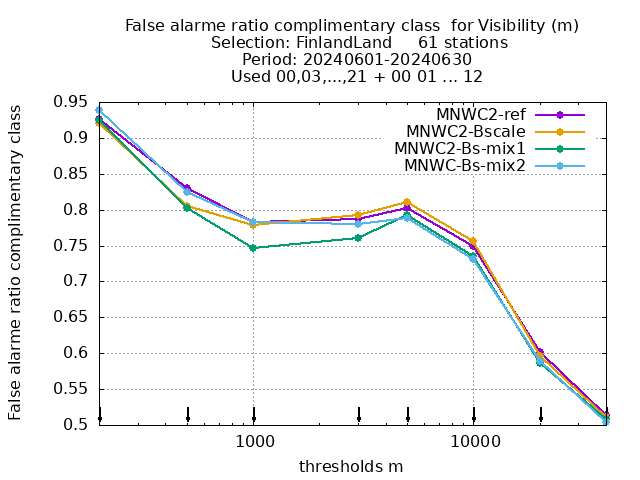 False alarme ratio complimentary class  for Visibility (m)
Selection: FinlandLand     61 stations
Period: 20240601-20240630
Used 00,03,...,21 + 00 01 ... 12
MNWC2-ref
MNWC2-Bscale
MNWC2-Bs-mix1
MNWC-Bs-mix2
False alarme ratio complimentary class
0.95
0.9
0.85
0.8
0.75
0.7
0.65
0.6
0.55
0.5
1000
10000
thresholds m